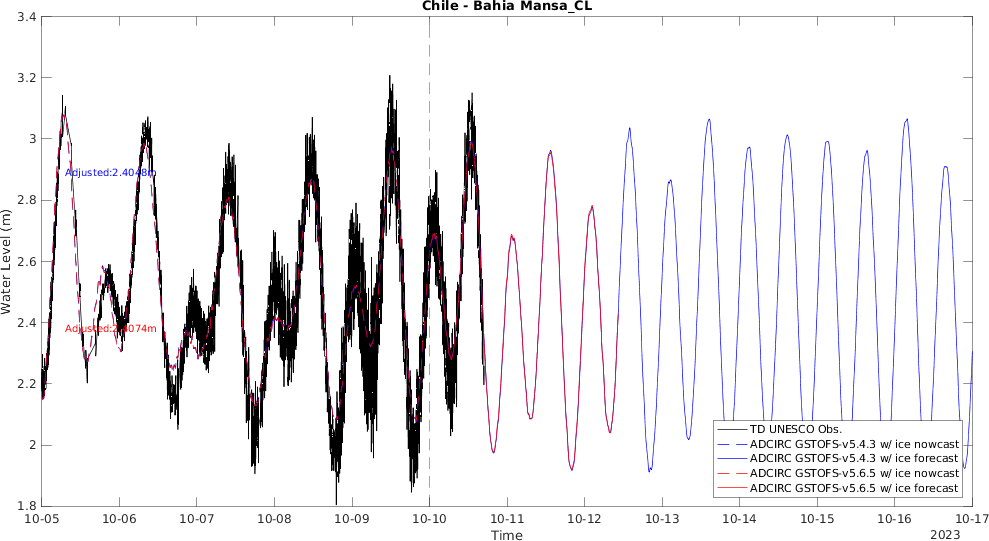 Chile - Bahia Mansa_CL
3.4
3.2
3
2.8
2.6
2.4
2.2
2
1.8
Water Level (m)
Adjusted:2.4048m
Adjusted:2.4074m
TD UNESCO Obs.
ADCIRC GSTOFS-v5.4.3 w/ ice nowcast
ADCIRC GSTOFS-v5.4.3 w/ ice forecast
ADCIRC GSTOFS-v5.6.5 w/ ice nowcast
ADCIRC GSTOFS-v5.6.5 w/ ice forecast
10-05 10-06 10-07 10-08 10-09 10-10 10-11 10-12 10-13 10-14 10-15 10-16 10-17
Time
2023